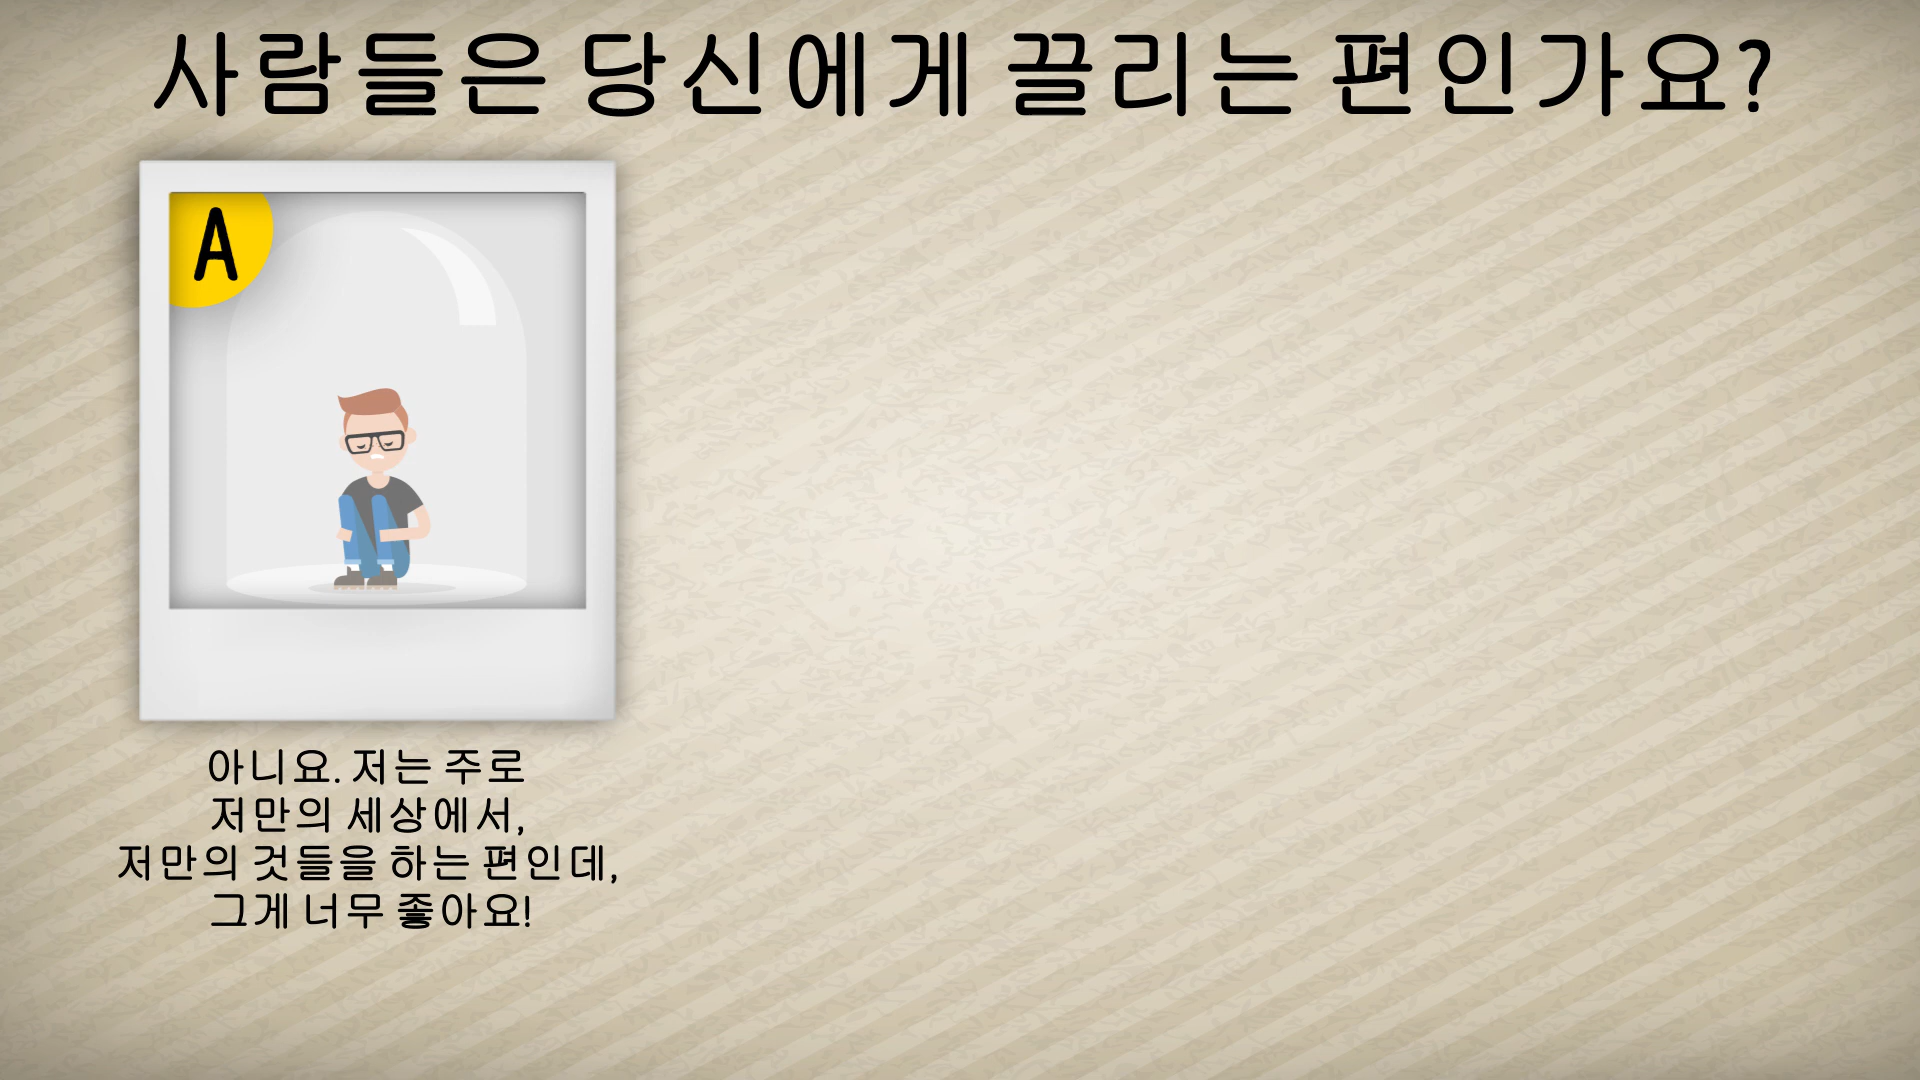 사람들은 당신에게 끌리는 편인가요?
A
아니요. 저는 주로
저만의 세상에서,
저만의 것들을 하는 편인데,
그게 너무 좋아요!